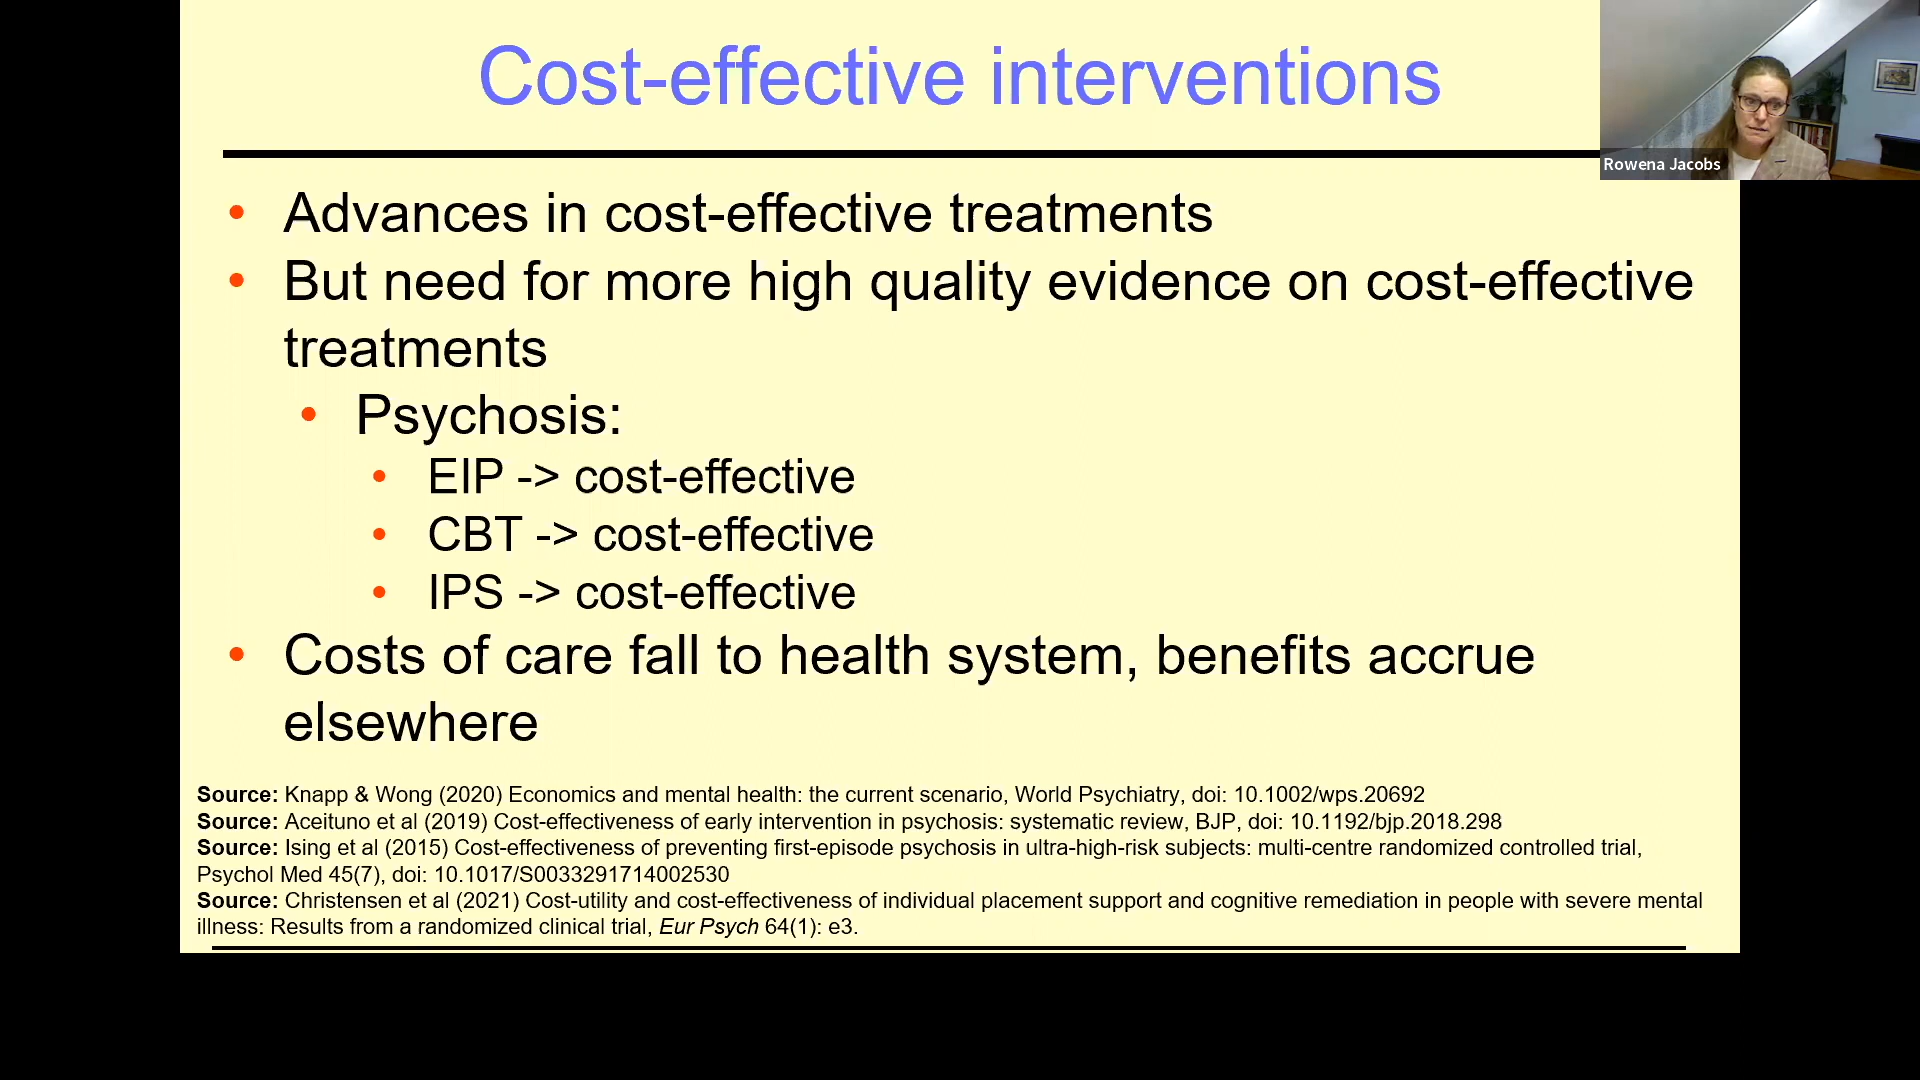 Cost-effective interventions
Rowena Jacobs
• Advances in cost-effective treatments
• But need for more high quality evidence on cost-effective
treatments
• Psychosis:
• EIP -> cost-effective
• CBT -> cost-effective
• IPS -> cost-effective
• Costs of care fall to health system, benefits accrue
elsewhere
Source: Knapp & Wong (2020) Economics and mental health: the current scenario, World Psychiatry, doi: 10.1002/wps.20692
Source: Aceituno et al (2019) Cost-effectiveness of early intervention in psychosis: systematic review, BJP, doi: 10.1192/bjp.2018.298
Source: Ising et al (2015) Cost-effectiveness of preventing first-episode psychosis in ultra-high-risk subjects: multi-centre randomized controlled trial,
Psychol Med 45(7), doi: 10.1017/S0033291714002530
Source: Christensen et al (2021) Cost-utility and cost-effectiveness of individual placement support and cognitive remediation in people with severe mental
illness: Results from a randomized clinical trial, Eur Psych 64(1): e3.